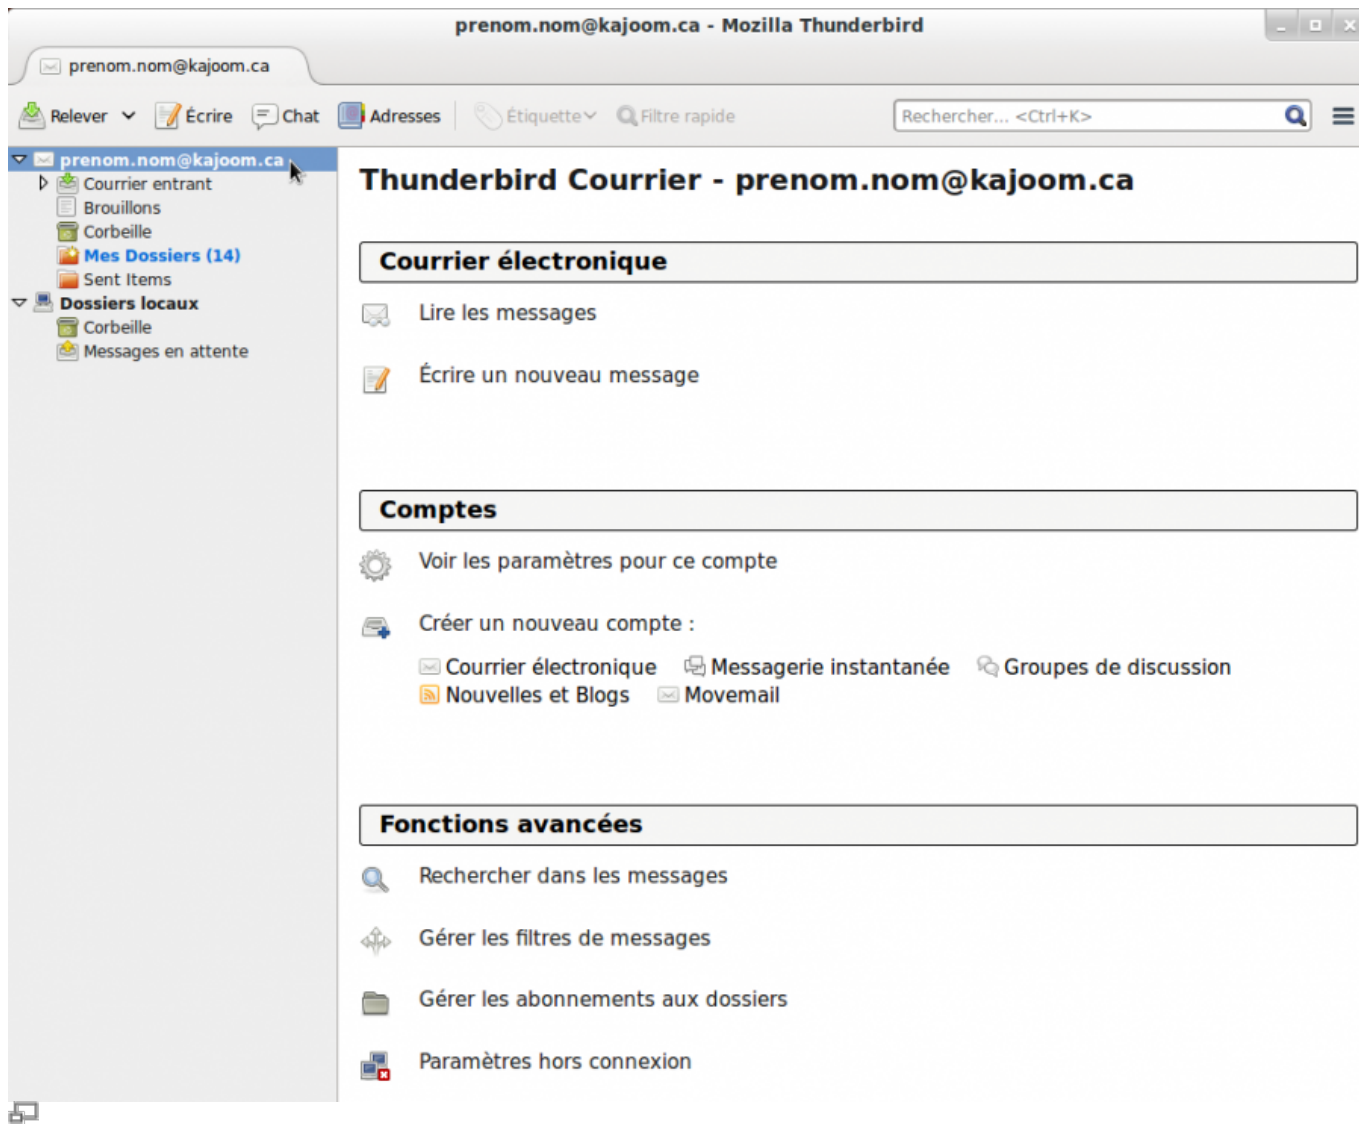 prenom.nom@kajoom.ca - Mozilla Thunderbird
prenom.nom@kajoom.ca
Relever Écrire Chat Adresses Étiquette Filtre rapide Rechercher... <Ctrl+K>
prenom.nom@kajoom.ca
Courrier entrant
Brouillons
Corbeille
Mes Dossiers (14)
Sent Items
Dossiers locaux
Corbeille
Messages en attente
Thunderbird Courrier - prenom.nom@kajoom.ca
Courrier électronique
Lire les messages
Écrire un nouveau message
Comptes
Voir les paramètres pour ce compte
Créer un nouveau compte :
Courrier électronique Messagerie instantanée Groupes de discussion
Nouvelles et Blogs Movemail
Fonctions avancées
Rechercher dans les messages
Gérer les filtres de messages
Gérer les abonnements aux dossiers
Paramètres hors connexion